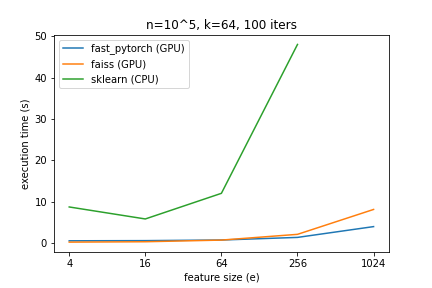 n=10^5, k=64, 100 iters
fast_pytorch (GPU)
faiss (GPU)
sklearn (CPU)
execution time (s)
50
40
30
20
10
0
4 16 64 256 1024
feature size (e)